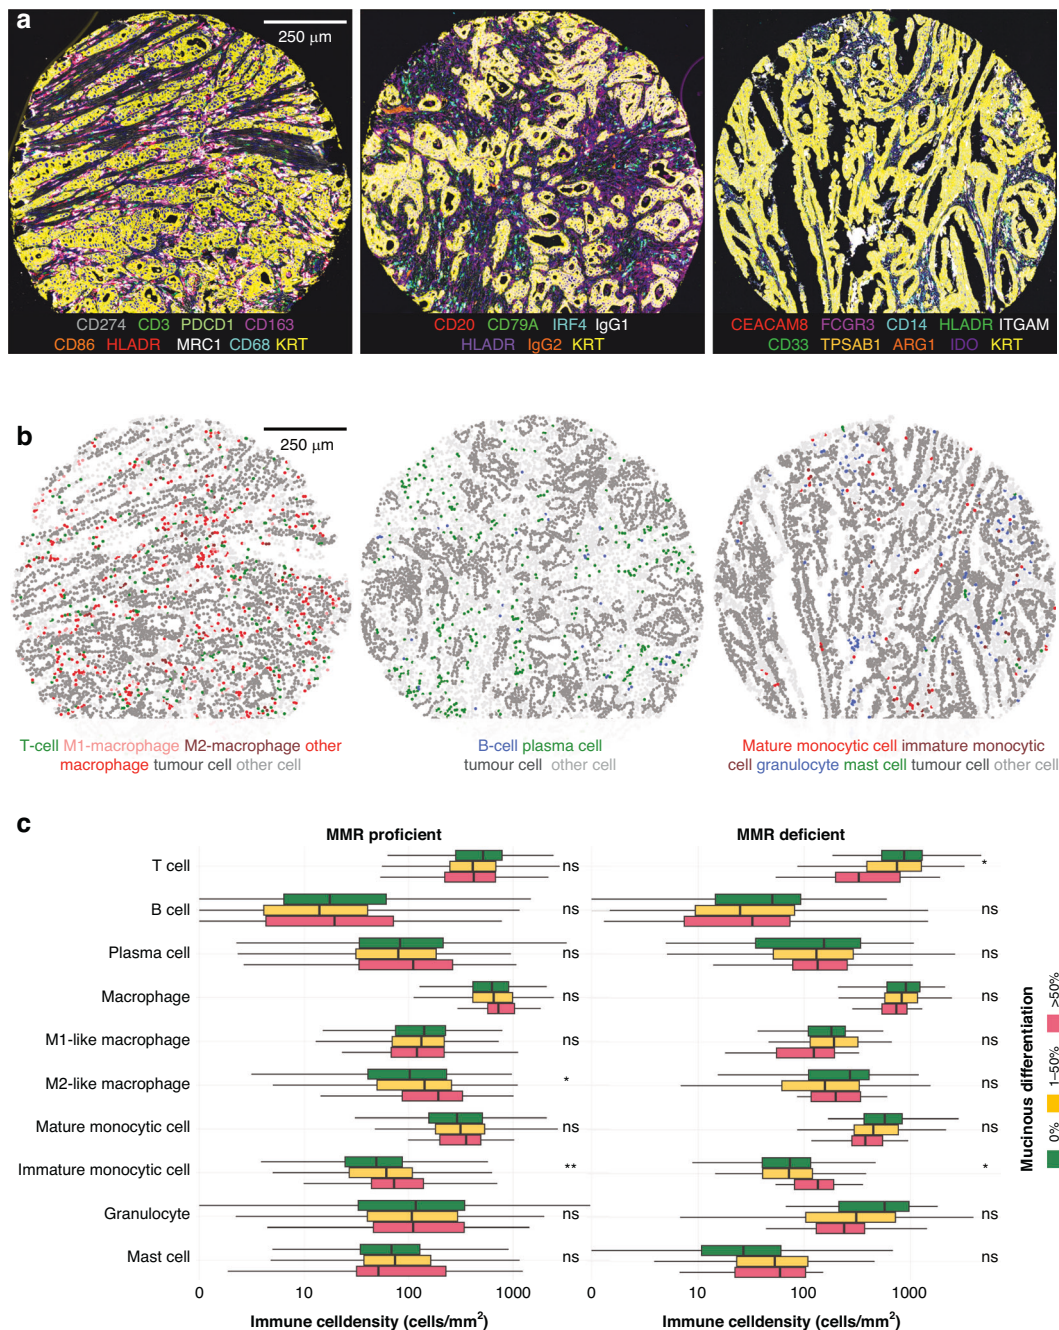 a
250 μm
CD274 CD3 PDCD1 CD163
CD86 HLADR MRC1 CD68 KRT
CD20 CD79A IRF4 IgG1
HLADR IgG2 KRT
CEACAM8 FCGR3 CD14 HLADR ITGAM
CD33 TPSAB1 ARG1 IDO KRT
b
250 μm
T-cell M1-macrophage M2-macrophage other
macrophage tumour cell other cell
B-cell plasma cell
tumour cell other cell
Mature monocytic cell immature monocytic
cell granulocyte mast cell tumour cell other cell
c
MMR proficient
MMR deficient
T cell ns *
B cell ns ns
Plasma cell ns ns
Macrophage ns ns
M1-like macrophage ns ns
M2-like macrophage * ns
Mature monocytic cell ns ns
Immature monocytic cell ** *
Granulocyte ns ns
Mast cell ns ns
0 10 100 1000
0 10 100 1000
Immune celldensity (cells/mm²)
Immune celldensity (cells/mm²)
Mucinous differentiation
0% 1–50% >50%